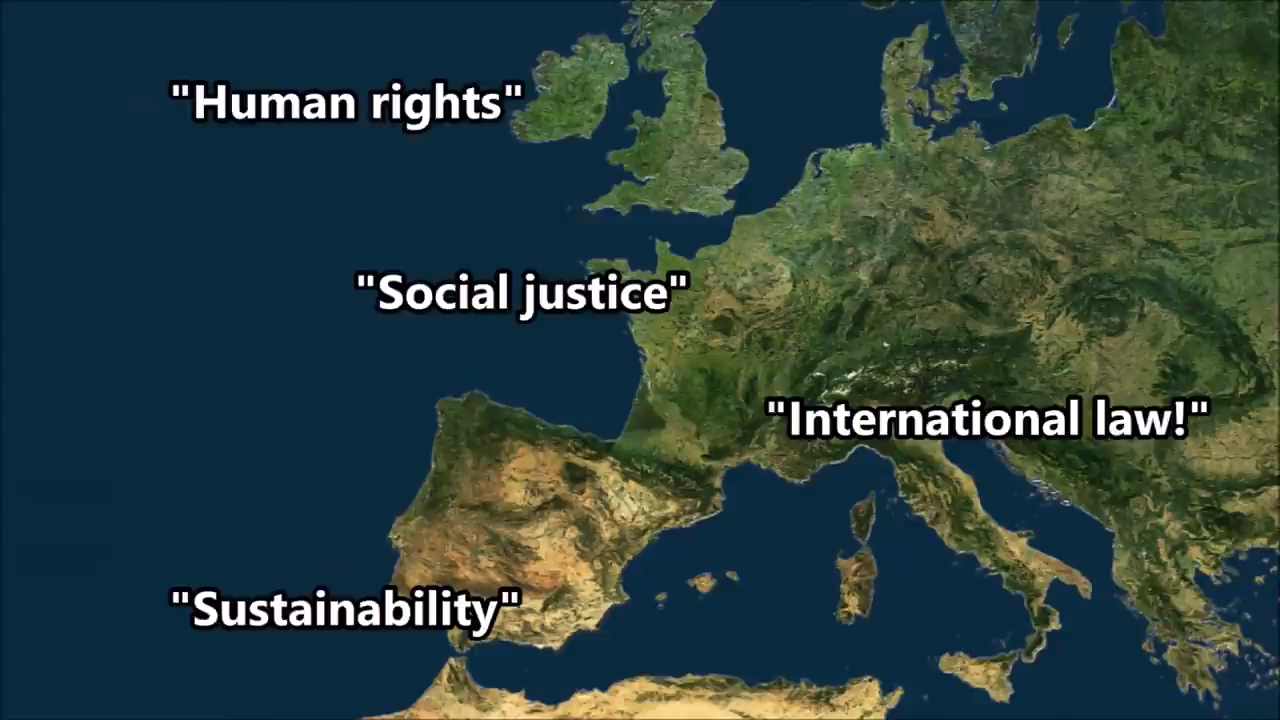 "Human rights"
"Social justice"
"International law!"
"Sustainability"